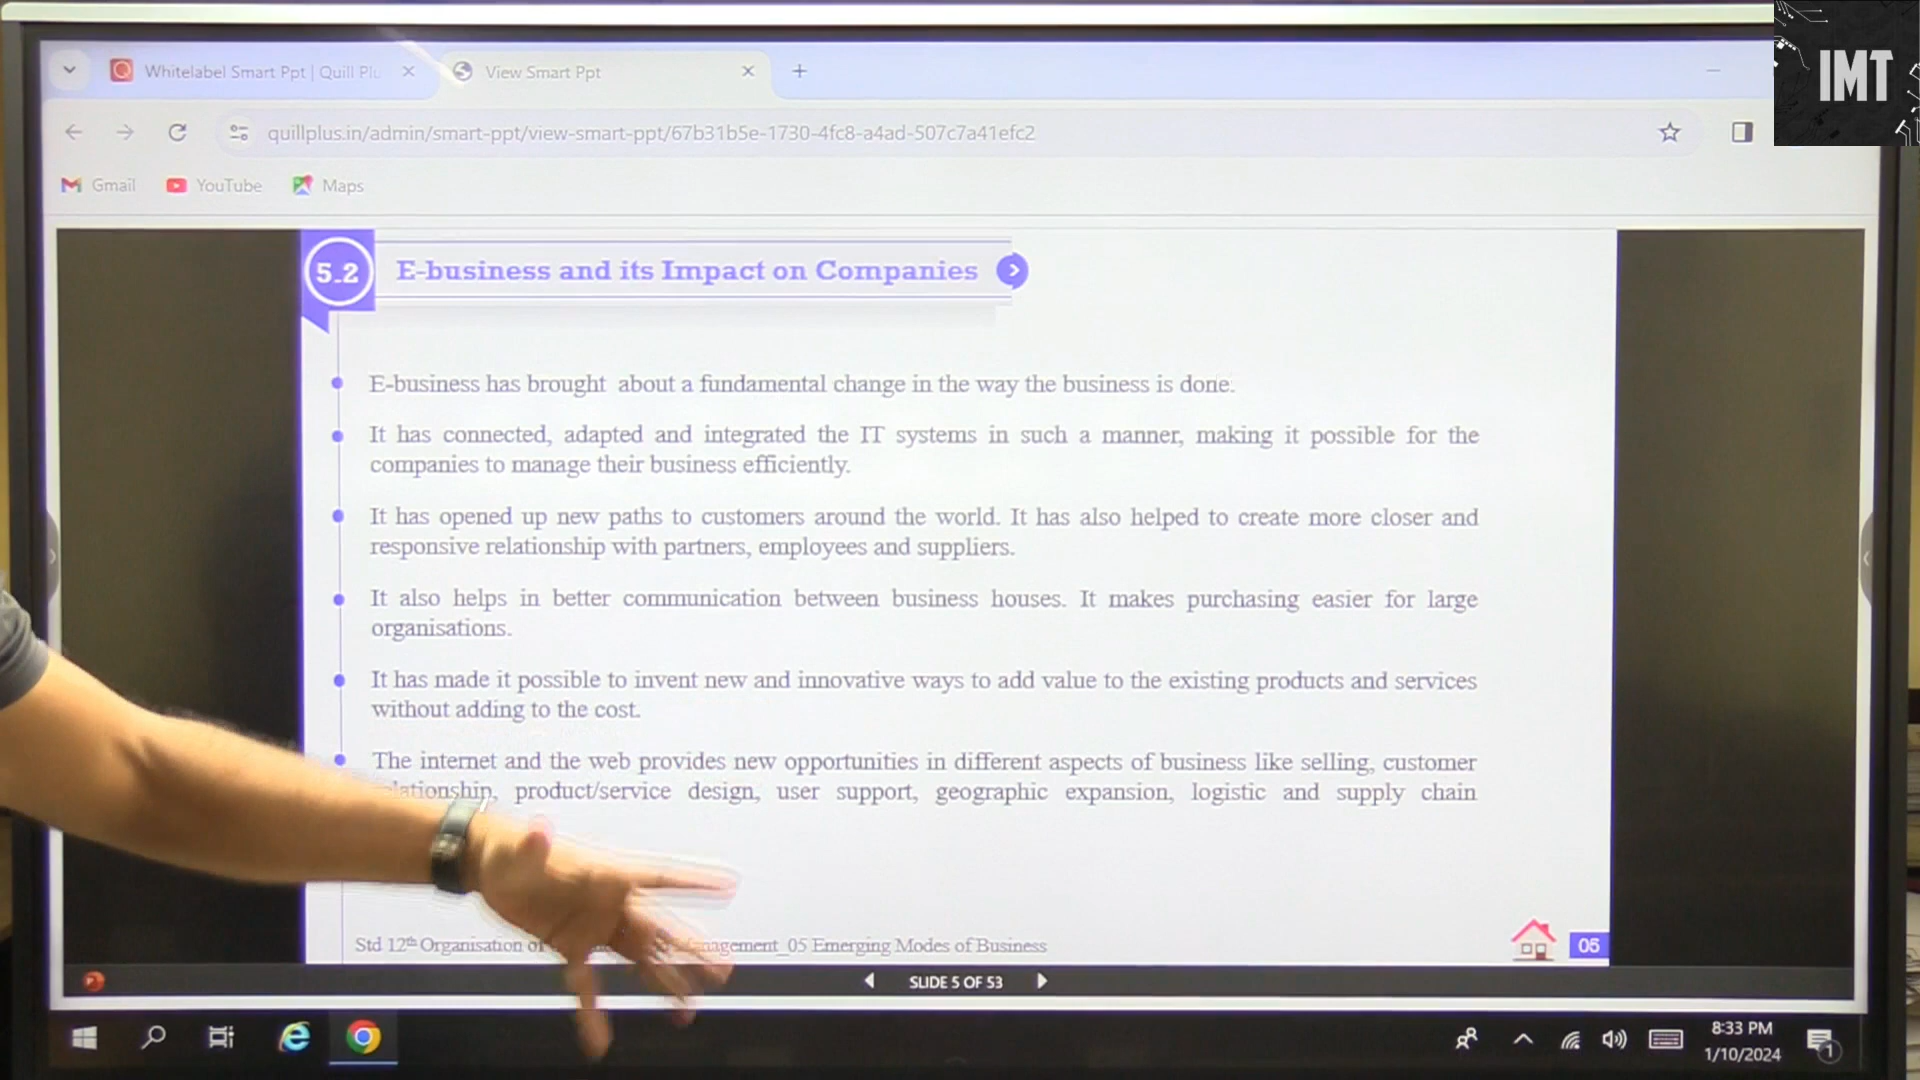 IMT
Whitelabel Smart Ppt | Quill Plu
View Smart Ppt
quillplus.in/admin/smart-ppt/view-smart-ppt/67b31b5e-1730-4fc8-a4ad-507c7a41efc2
Gmail YouTube Maps
5.2 E-business and its Impact on Companies
E-business has brought about a fundamental change in the way the business is done.
It has connected, adapted and integrated the IT systems in such a manner, making it possible for the
companies to manage their business efficiently.
It has opened up new paths to customers around the world. It has also helped to create more closer and
responsive relationship with partners, employees and suppliers.
It also helps in better communication between business houses. It makes purchasing easier for large
organisations.
It has made it possible to invent new and innovative ways to add value to the existing products and services
without adding to the cost.
The internet and the web provides new opportunities in different aspects of business like selling, customer
product/service design, user support, geographic expansion, logistic and supply chain
Std 12th Organisation of _05 Emerging Modes of Business
05
SLIDE 5 OF 53
8:33 PM
1/10/2024
1